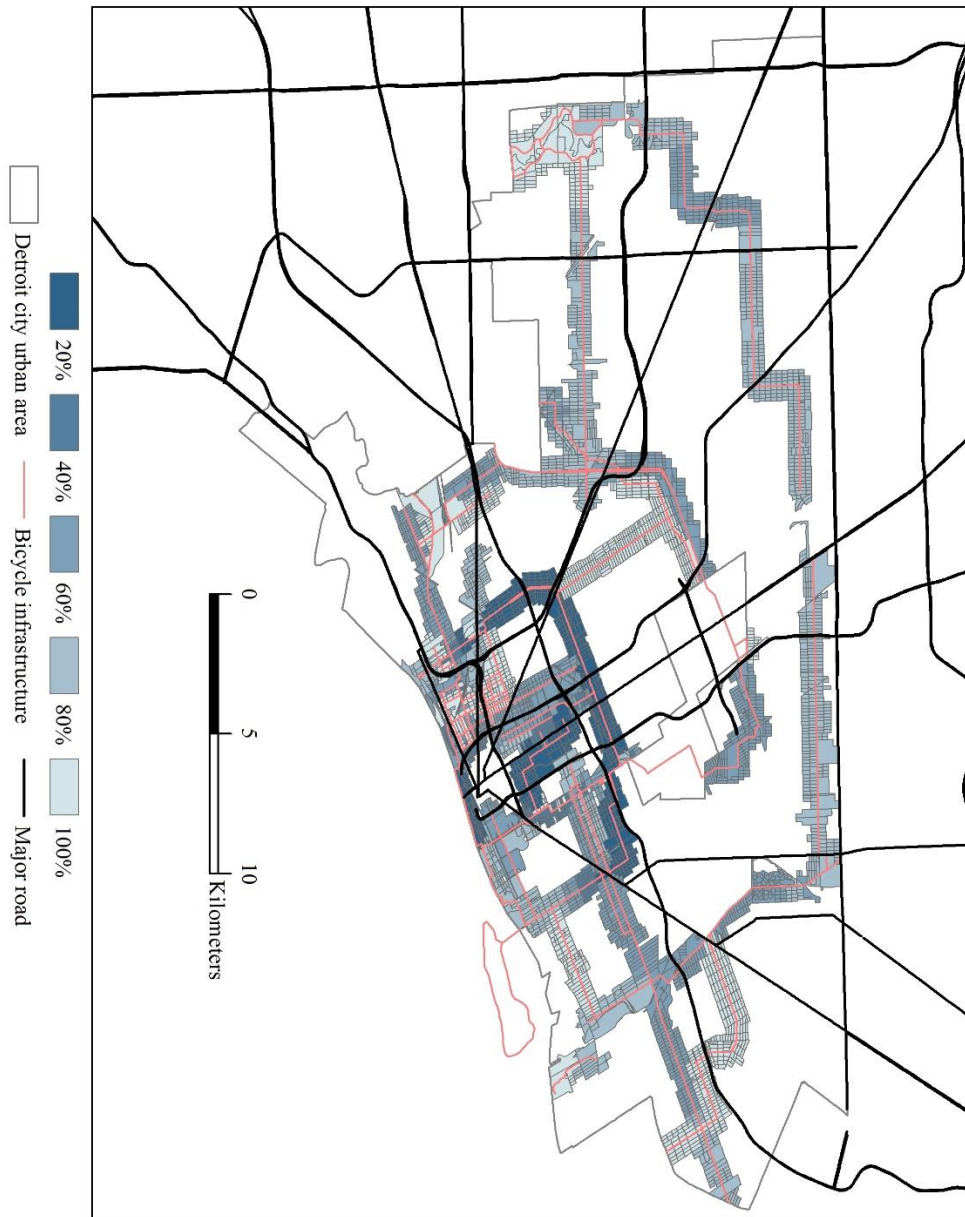 0 5 10
Kilometers
20% 40% 60% 80% 100%
Detroit city urban area Bicycle infrastructure Major road